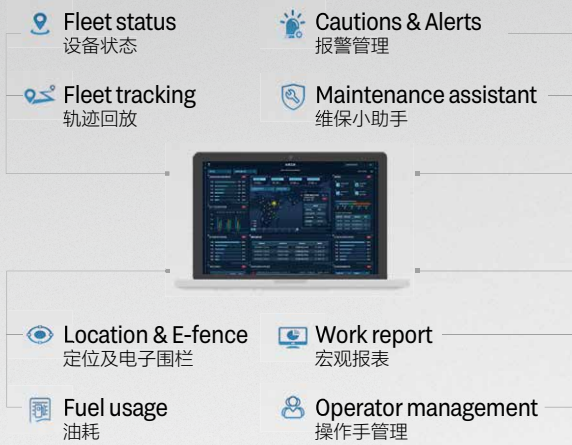 Fleet status
设备状态
Cautions & Alerts
报警管理
Fleet tracking
轨迹回放
Maintenance assistant
维保小助手
Location & E-fence
定位及电子围栏
Work report
宏观报表
Fuel usage
油耗
Operator management
操作手管理